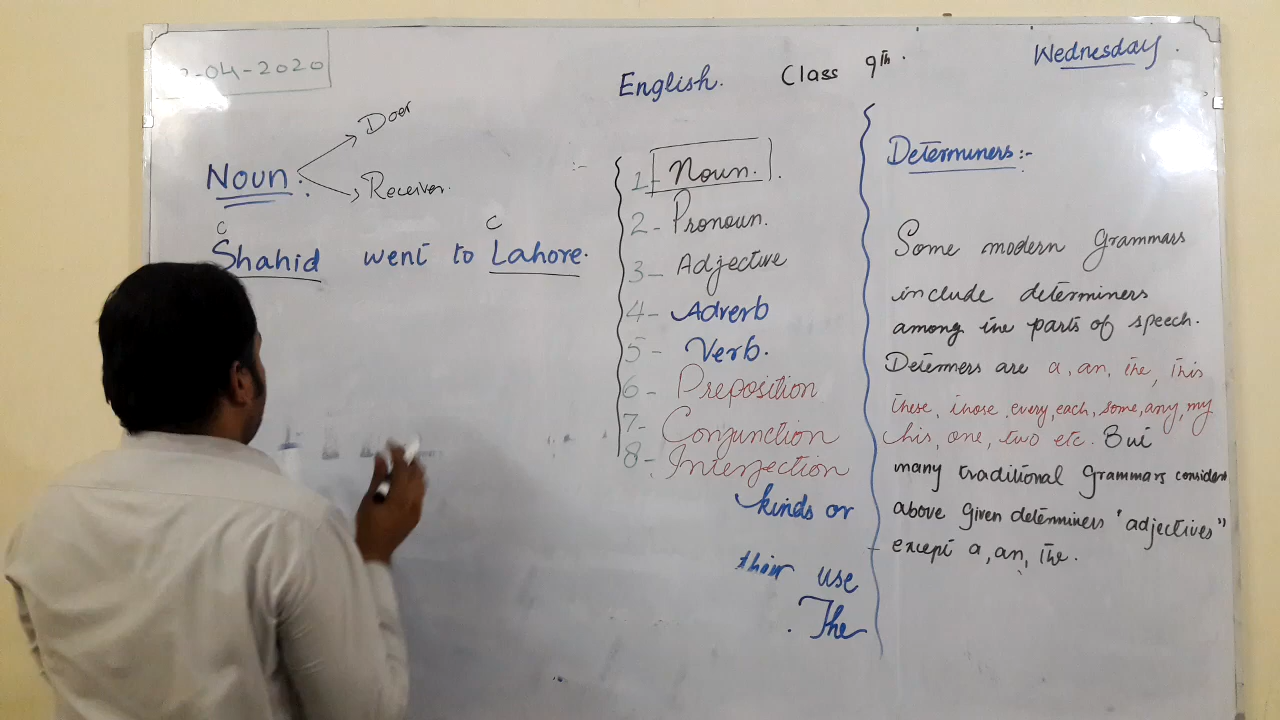 -04-2020
English. Class 9th.
Wednesday.
Noun:
Doer
Receiver.
C C
Shahid went to Lahore.
:-
1- Noun.
2- Pronoun.
3- Adjective
4- Adverb
5- Verb.
6- Preposition
7- Conjunction
8- Interjection
kinds or
their use
The
Determiners:-
Some modern Grammars
include determiners
among the parts of speech.
Determers are a, an, the, this
these, those, every, each, some, any, my
his, one, two etc. But
many traditional Grammars consider
above given determiners "adjectives"
except a, an, the.